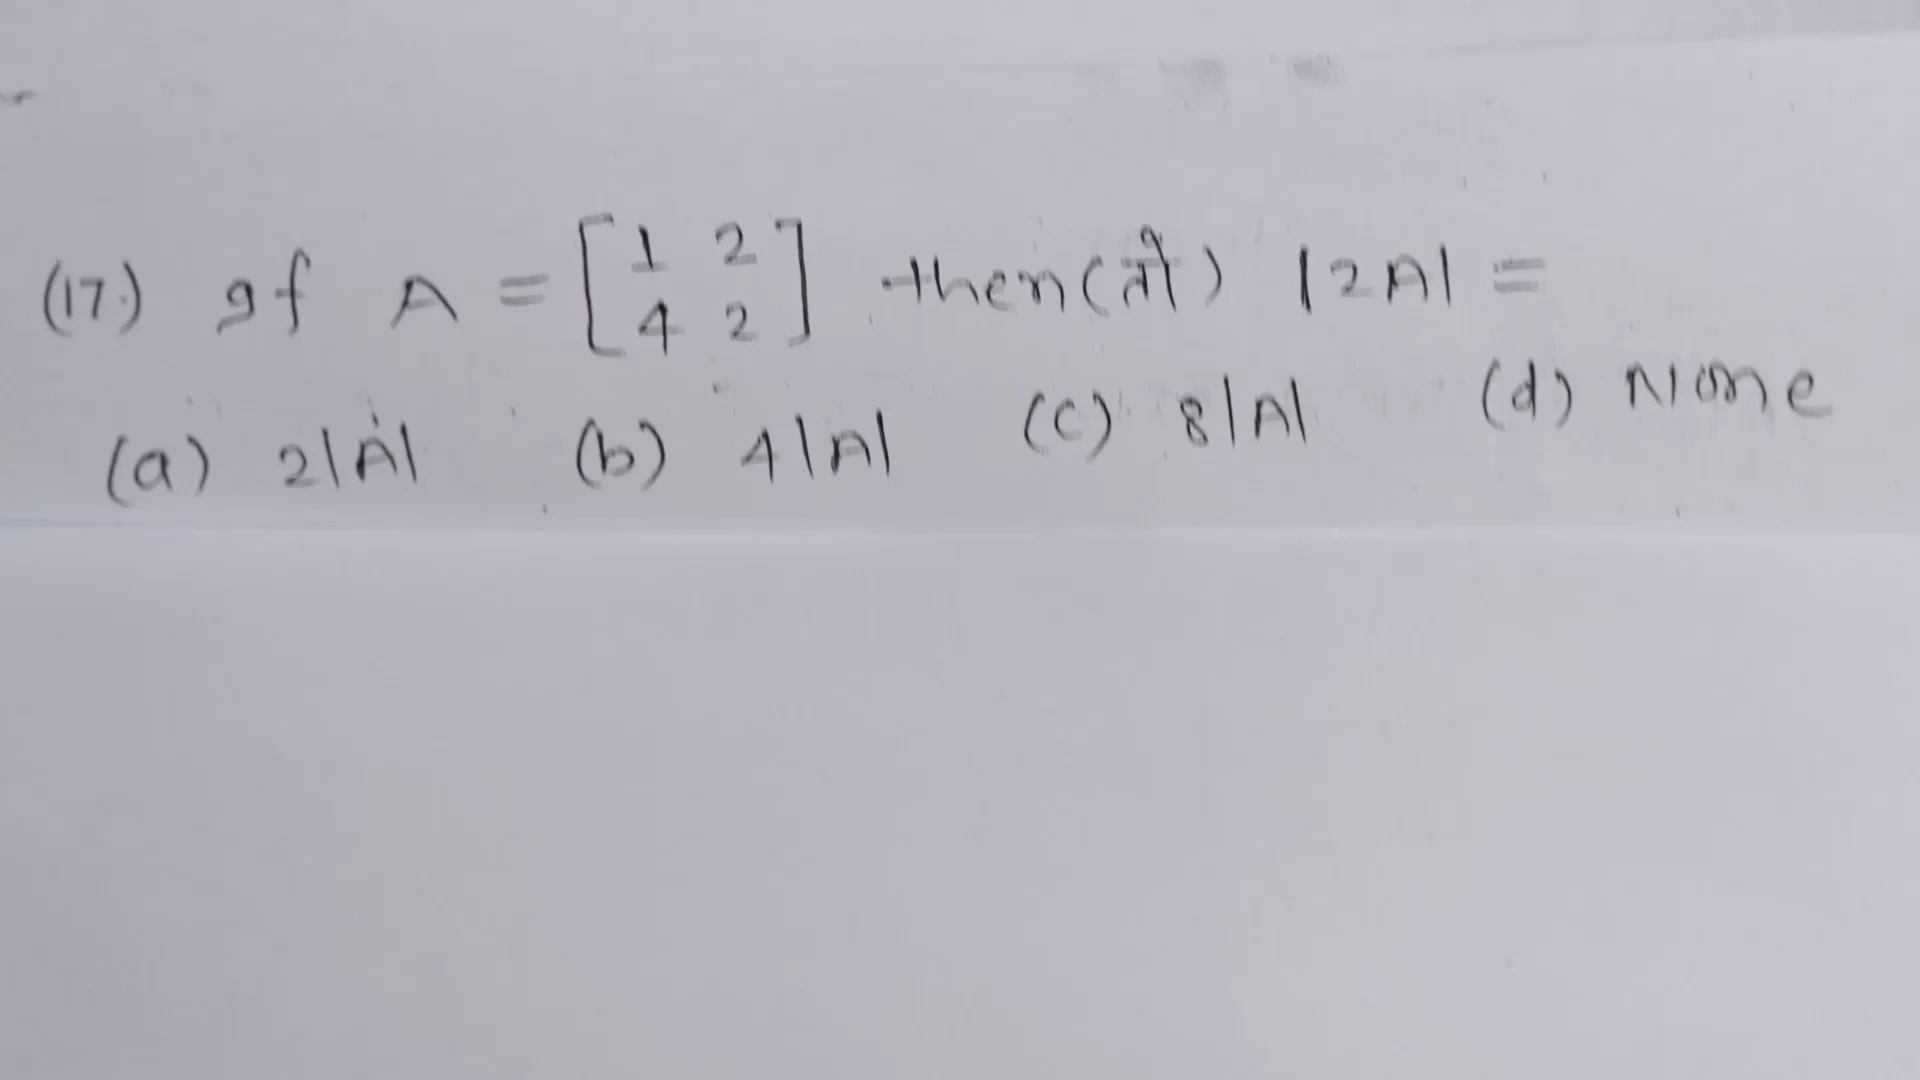 (17.) If A = [1 2 4 2] then (तो) |2A| =
(a) 2|A| (b) 4|A| (c) 8|A| (d) None